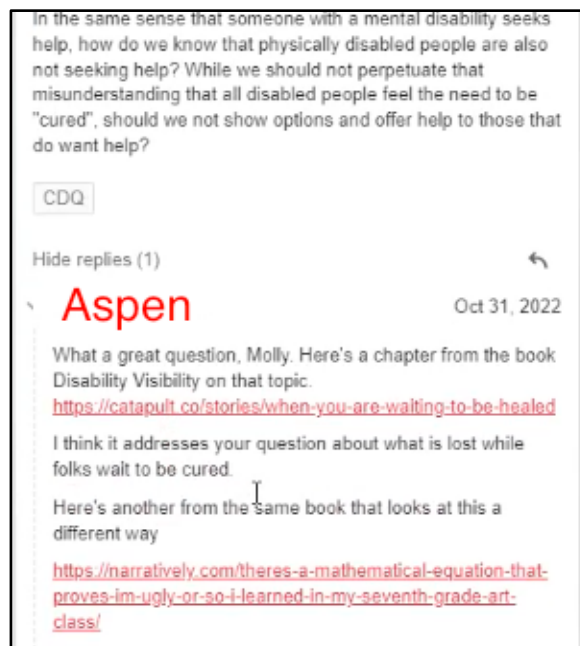 In the same sense that someone with a mental disability seeks
help, how do we know that physically disabled people are also
not seeking help? While we should not perpetuate that
misunderstanding that all disabled people feel the need to be
"cured", should we not show options and offer help to those that
do want help?
CDQ
Hide replies (1)
Aspen
Oct 31, 2022
What a great question, Molly. Here's a chapter from the book
Disability Visibility on that topic.
https://catapult.co/stories/when-you-are-waiting-to-be-healed
I think it addresses your question about what is lost while
folks wait to be cured.
Here's another from the same book that looks at this a
different way
https://narratively.com/theres-a-mathematical-equation-that-
proves-im-ugly-or-so-i-learned-in-my-seventh-grade-art-
class/